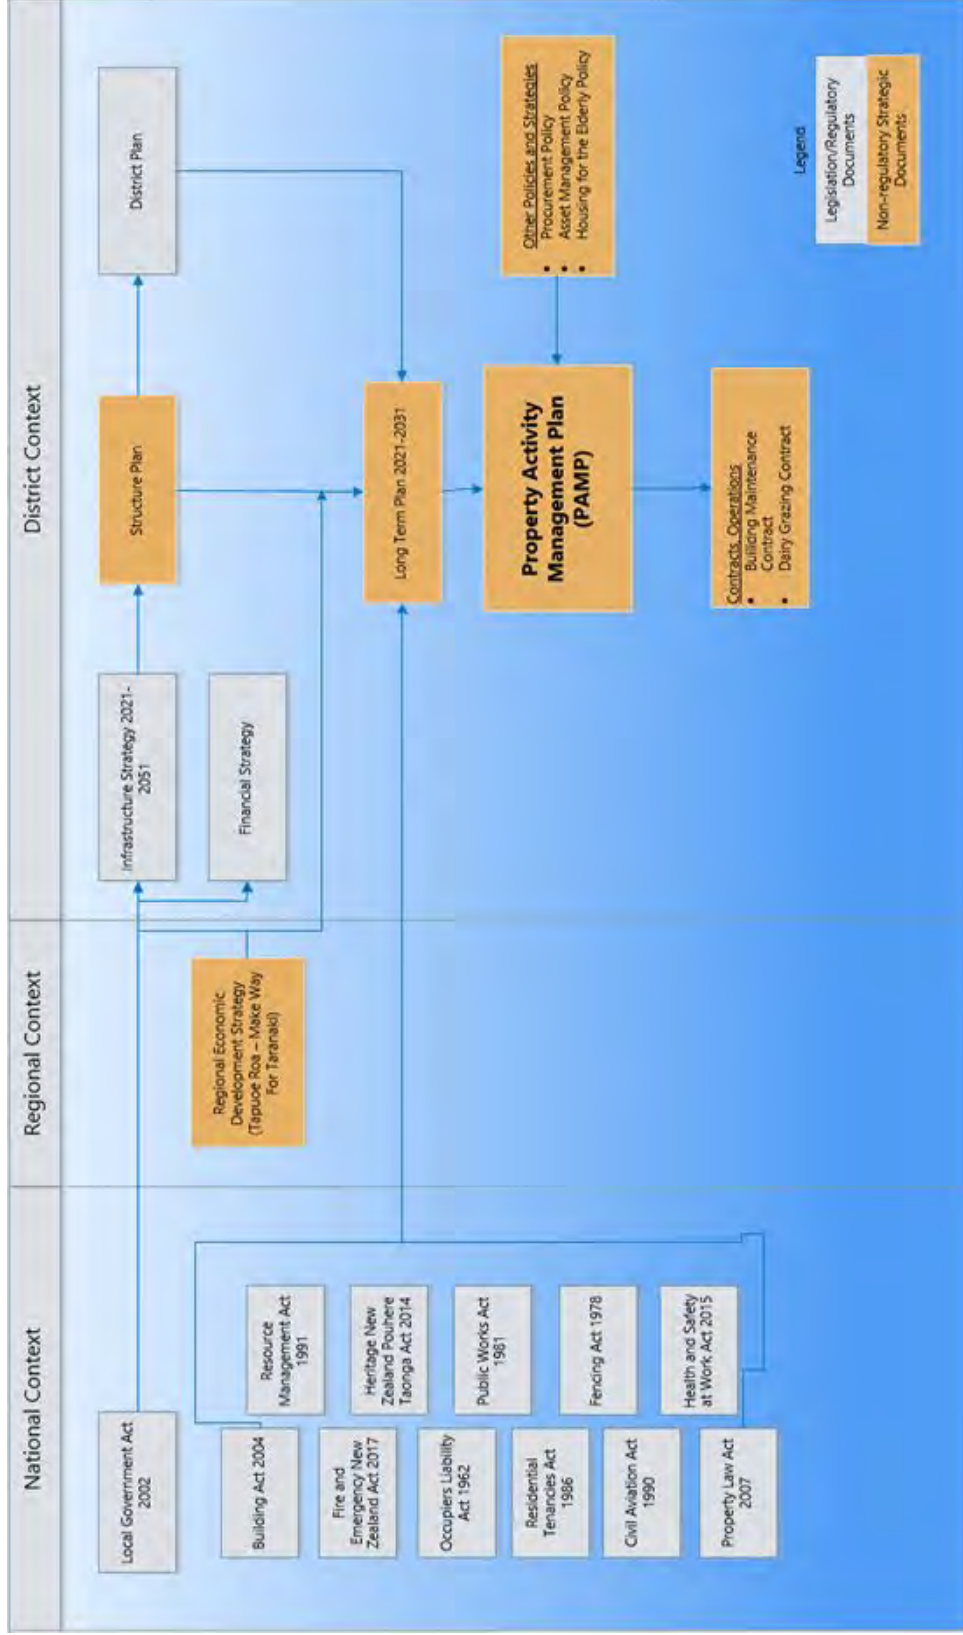 National Context
Regional Context
District Context
Local Government Act
2002
Building Act 2004
Resource
Management Act
1991
Fire and
Emergency New
Zealand Act 2017
Heritage New
Zealand Pouhere
Taonga Act 2014
Occupiers Liability
Act 1962
Public Works Act
1981
Residential
Tenancies Act
1986
Fencing Act 1978
Civil Aviation Act
1990
Health and Safety
at Work Act 2015
Property Law Act
2007
Regional Economic
Development Strategy
(Tapuoe Roa – Make Way
For Taranaki)
Infrastructure Strategy 2021-
2051
Financial Strategy
Structure Plan
District Plan
Long Term Plan 2021-2031
Property Activity
Management Plan
(PAMP)
Other Policies and Strategies
• Procurement Policy
• Asset Management Policy
• Housing for the Elderly Policy
Contracts Operations
• Building Maintenance
Contract
• Dairy Grazing Contract
Legend
Legislation/Regulatory
Documents
Non-regulatory Strategic
Documents